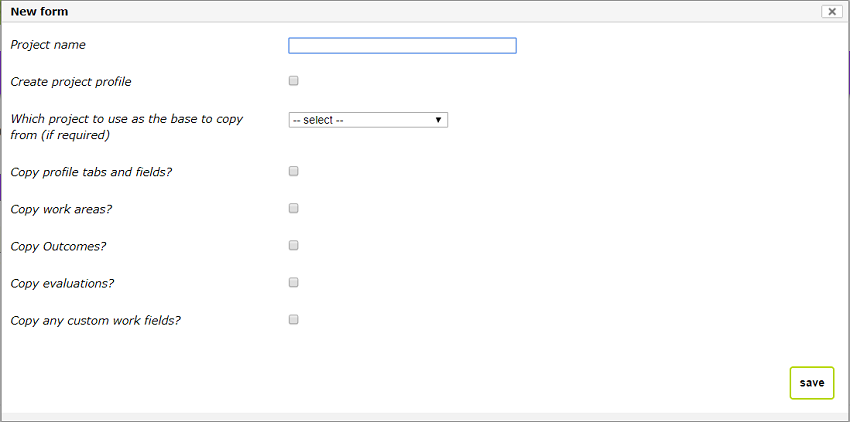 New form
Project name
Create project profile
Which project to use as the base to copy
from (if required)
-- select --
Copy profile tabs and fields?
Copy work areas?
Copy Outcomes?
Copy evaluations?
Copy any custom work fields?
save